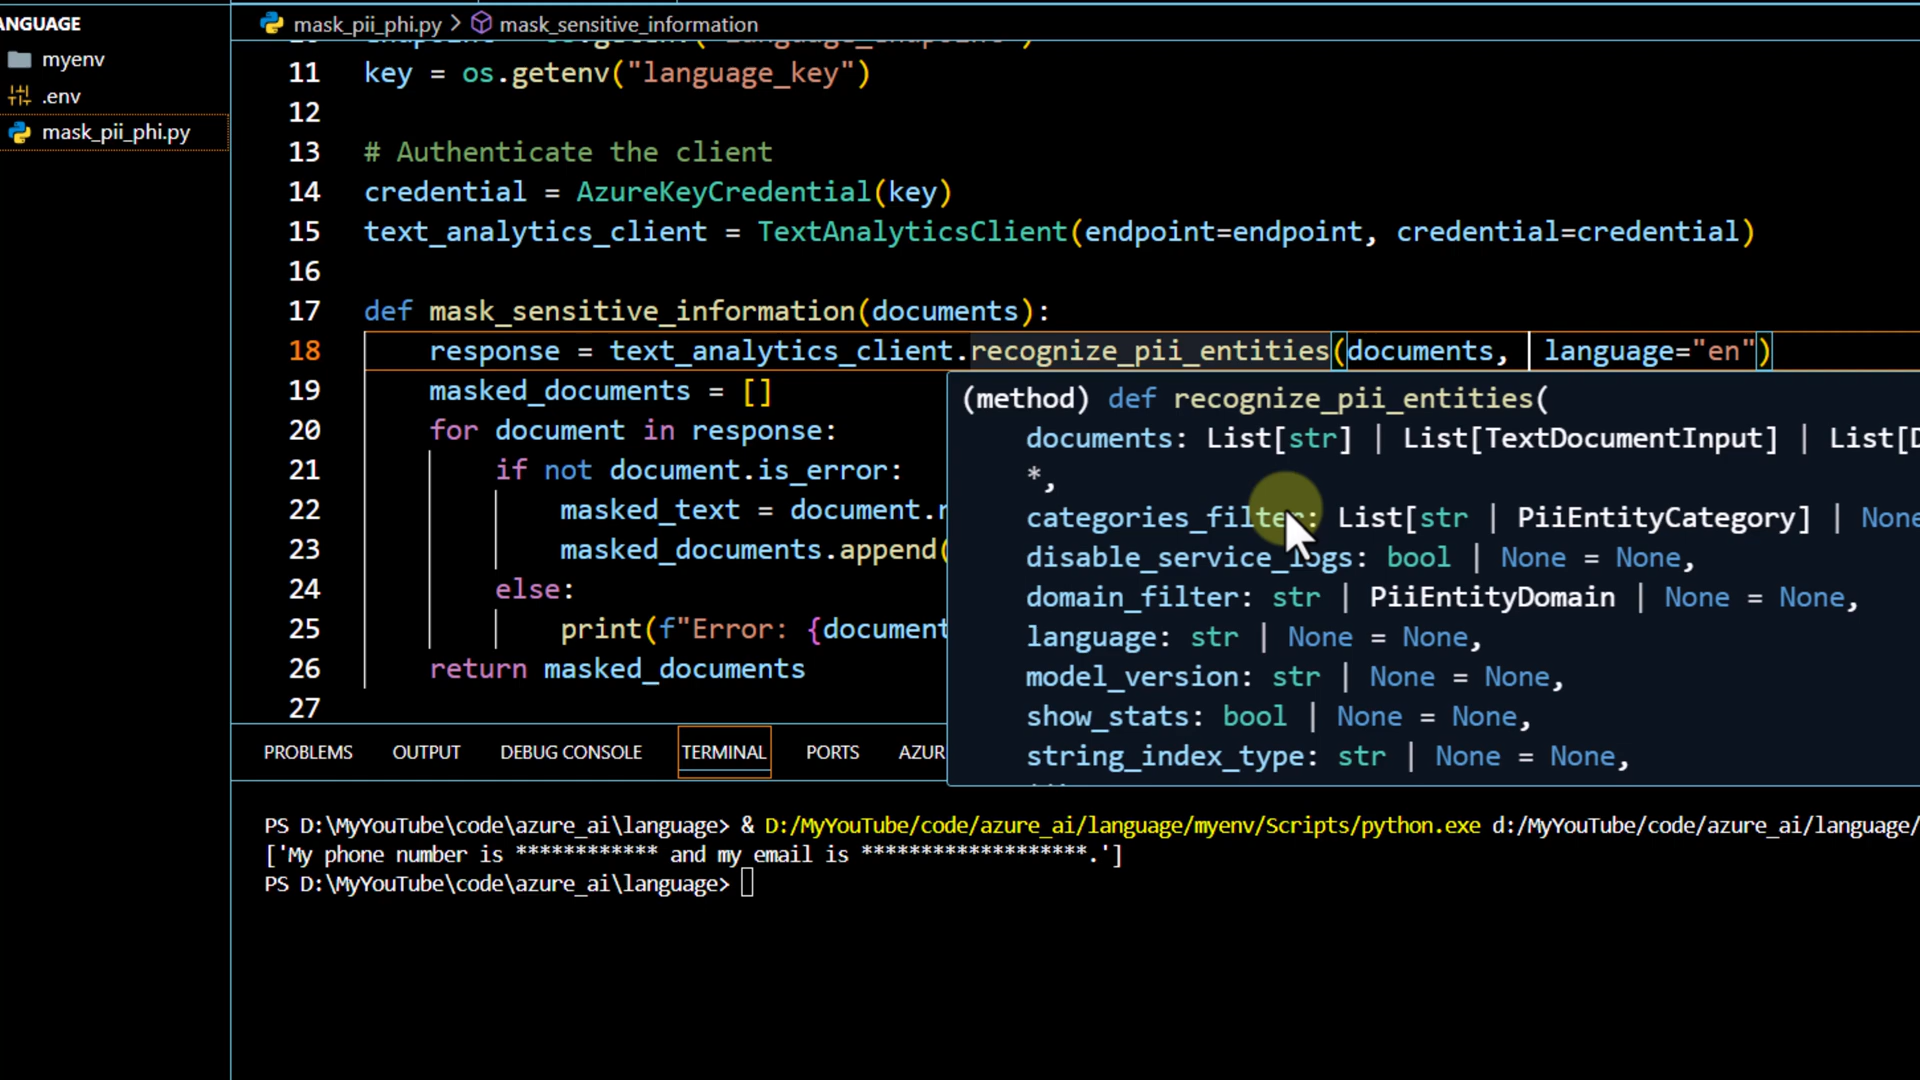 ANGUAGE
myenv
.env
mask_pii_phi.py
mask_pii_phi.py > mask_sensitive_information
11 key = os.getenv("language_key")
12
13 # Authenticate the client
14 credential = AzureKeyCredential(key)
15 text_analytics_client = TextAnalyticsClient(endpoint=endpoint, credential=credential)
16
17 def mask_sensitive_information(documents):
18 response = text_analytics_client.recognize_pii_entities(documents, language="en")
19 masked_documents = []
20 for document in response:
21 if not document.is_error:
22 masked_text = document.r
23 masked_documents.append(
24 else:
25 print(f"Error: {document
26 return masked_documents
27
(method) def recognize_pii_entities(
documents: List[str] | List[TextDocumentInput] | List[D
*,
categories_filter: List[str | PiiEntityCategory] | None
disable_service_logs: bool | None = None,
domain_filter: str | PiiEntityDomain | None = None,
language: str | None = None,
model_version: str | None = None,
show_stats: bool | None = None,
string_index_type: str | None = None,
PROBLEMS OUTPUT DEBUG CONSOLE TERMINAL PORTS AZUR
PS D:\MyYouTube\code\azure_ai\language> & D:/MyYouTube/code/azure_ai/language/myenv/Scripts/python.exe d:/MyYouTube/code/azure_ai/language/
['My phone number is ************ and my email is *******************.']
PS D:\MyYouTube\code\azure_ai\language>